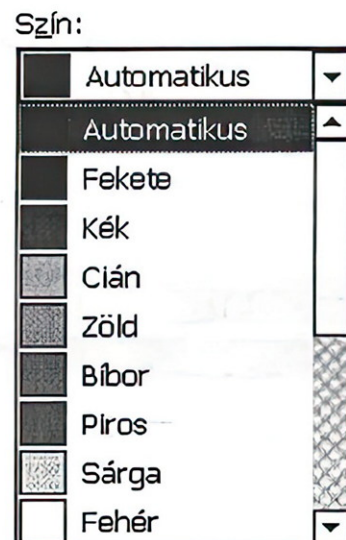 Szín:
Automatikus
Automatikus
Fekete
Kék
Cián
Zöld
Bíbor
Piros
Sárga
Fehér